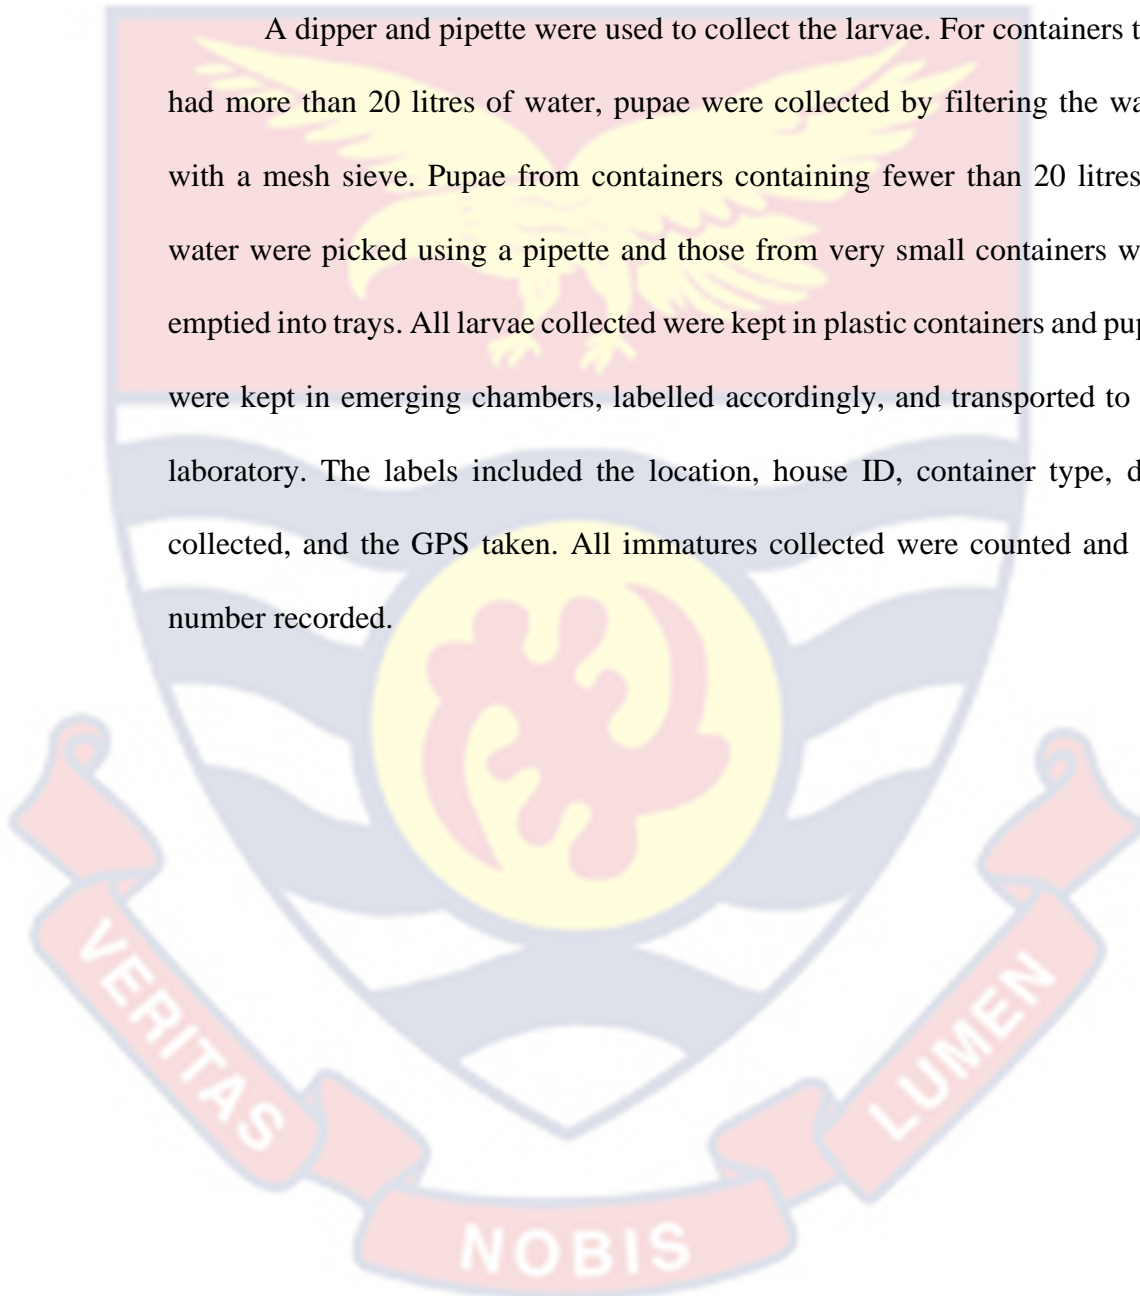 A dipper and pipette were used to collect the larvae. For containers t
had more than 20 litres of water, pupae were collected by filtering the wa
with a mesh sieve. Pupae from containers containing fewer than 20 litres
water were picked using a pipette and those from very small containers w
emptied into trays. All larvae collected were kept in plastic containers and pup
were kept in emerging chambers, labelled accordingly, and transported to
laboratory. The labels included the location, house ID, container type, d
collected, and the GPS taken. All immatures collected were counted and
number recorded.
VERITAS
NOBIS
LUMEN